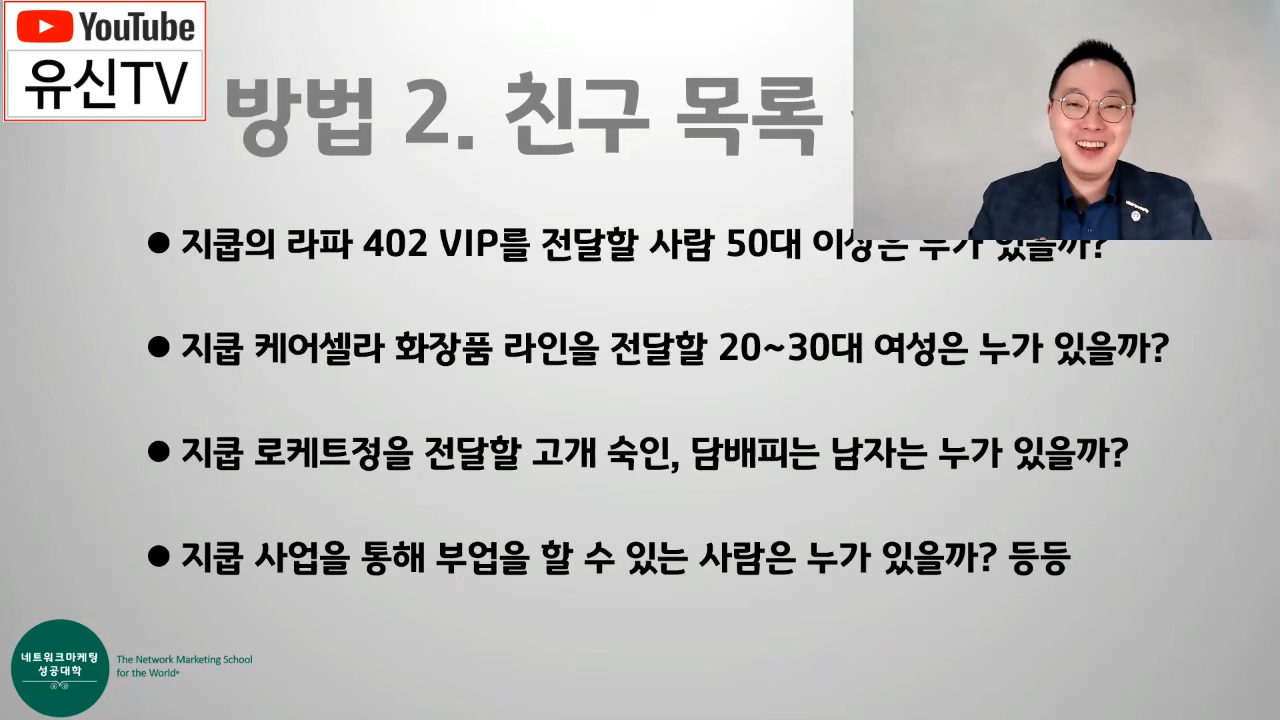 YouTube
유신TV
방법 2. 친구 목록
● 지쿱의 라파 402 VIP를 전달할 사람 50대 이상은 누가 있을까?
● 지쿱 케어셀라 화장품 라인을 전달할 20~30대 여성은 누가 있을까?
● 지쿱 로케트정을 전달할 고개 숙인, 담배피는 남자는 누가 있을까?
● 지쿱 사업을 통해 부업을 할 수 있는 사람은 누가 있을까? 등등
네트워크마케팅
성공대학
The Network Marketing School
for the World®